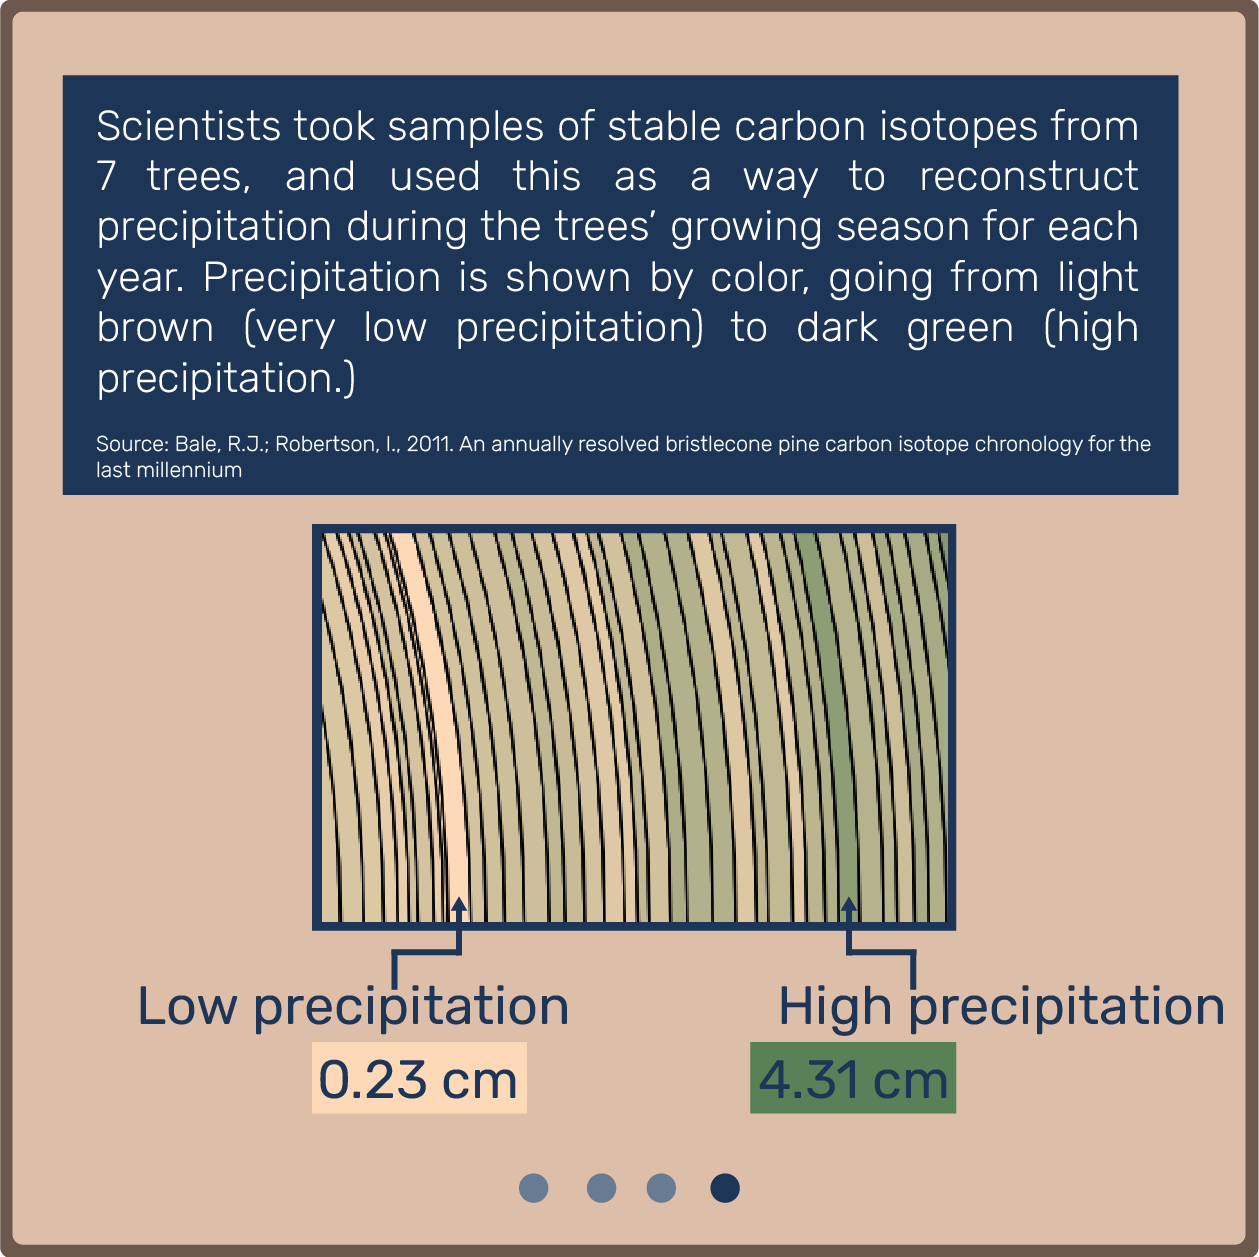 Scientists took samples of stable carbon isotopes from
7 trees, and used this as a way to reconstruct
precipitation during the trees’ growing season for each
year. Precipitation is shown by color, going from light
brown (very low precipitation) to dark green (high
precipitation.)
Source: Bale, R.J.; Robertson, I., 2011. An annually resolved bristlecone pine carbon isotope chronology for the
last millennium
Low precipitation
High precipitation
0.23 cm
4.31 cm